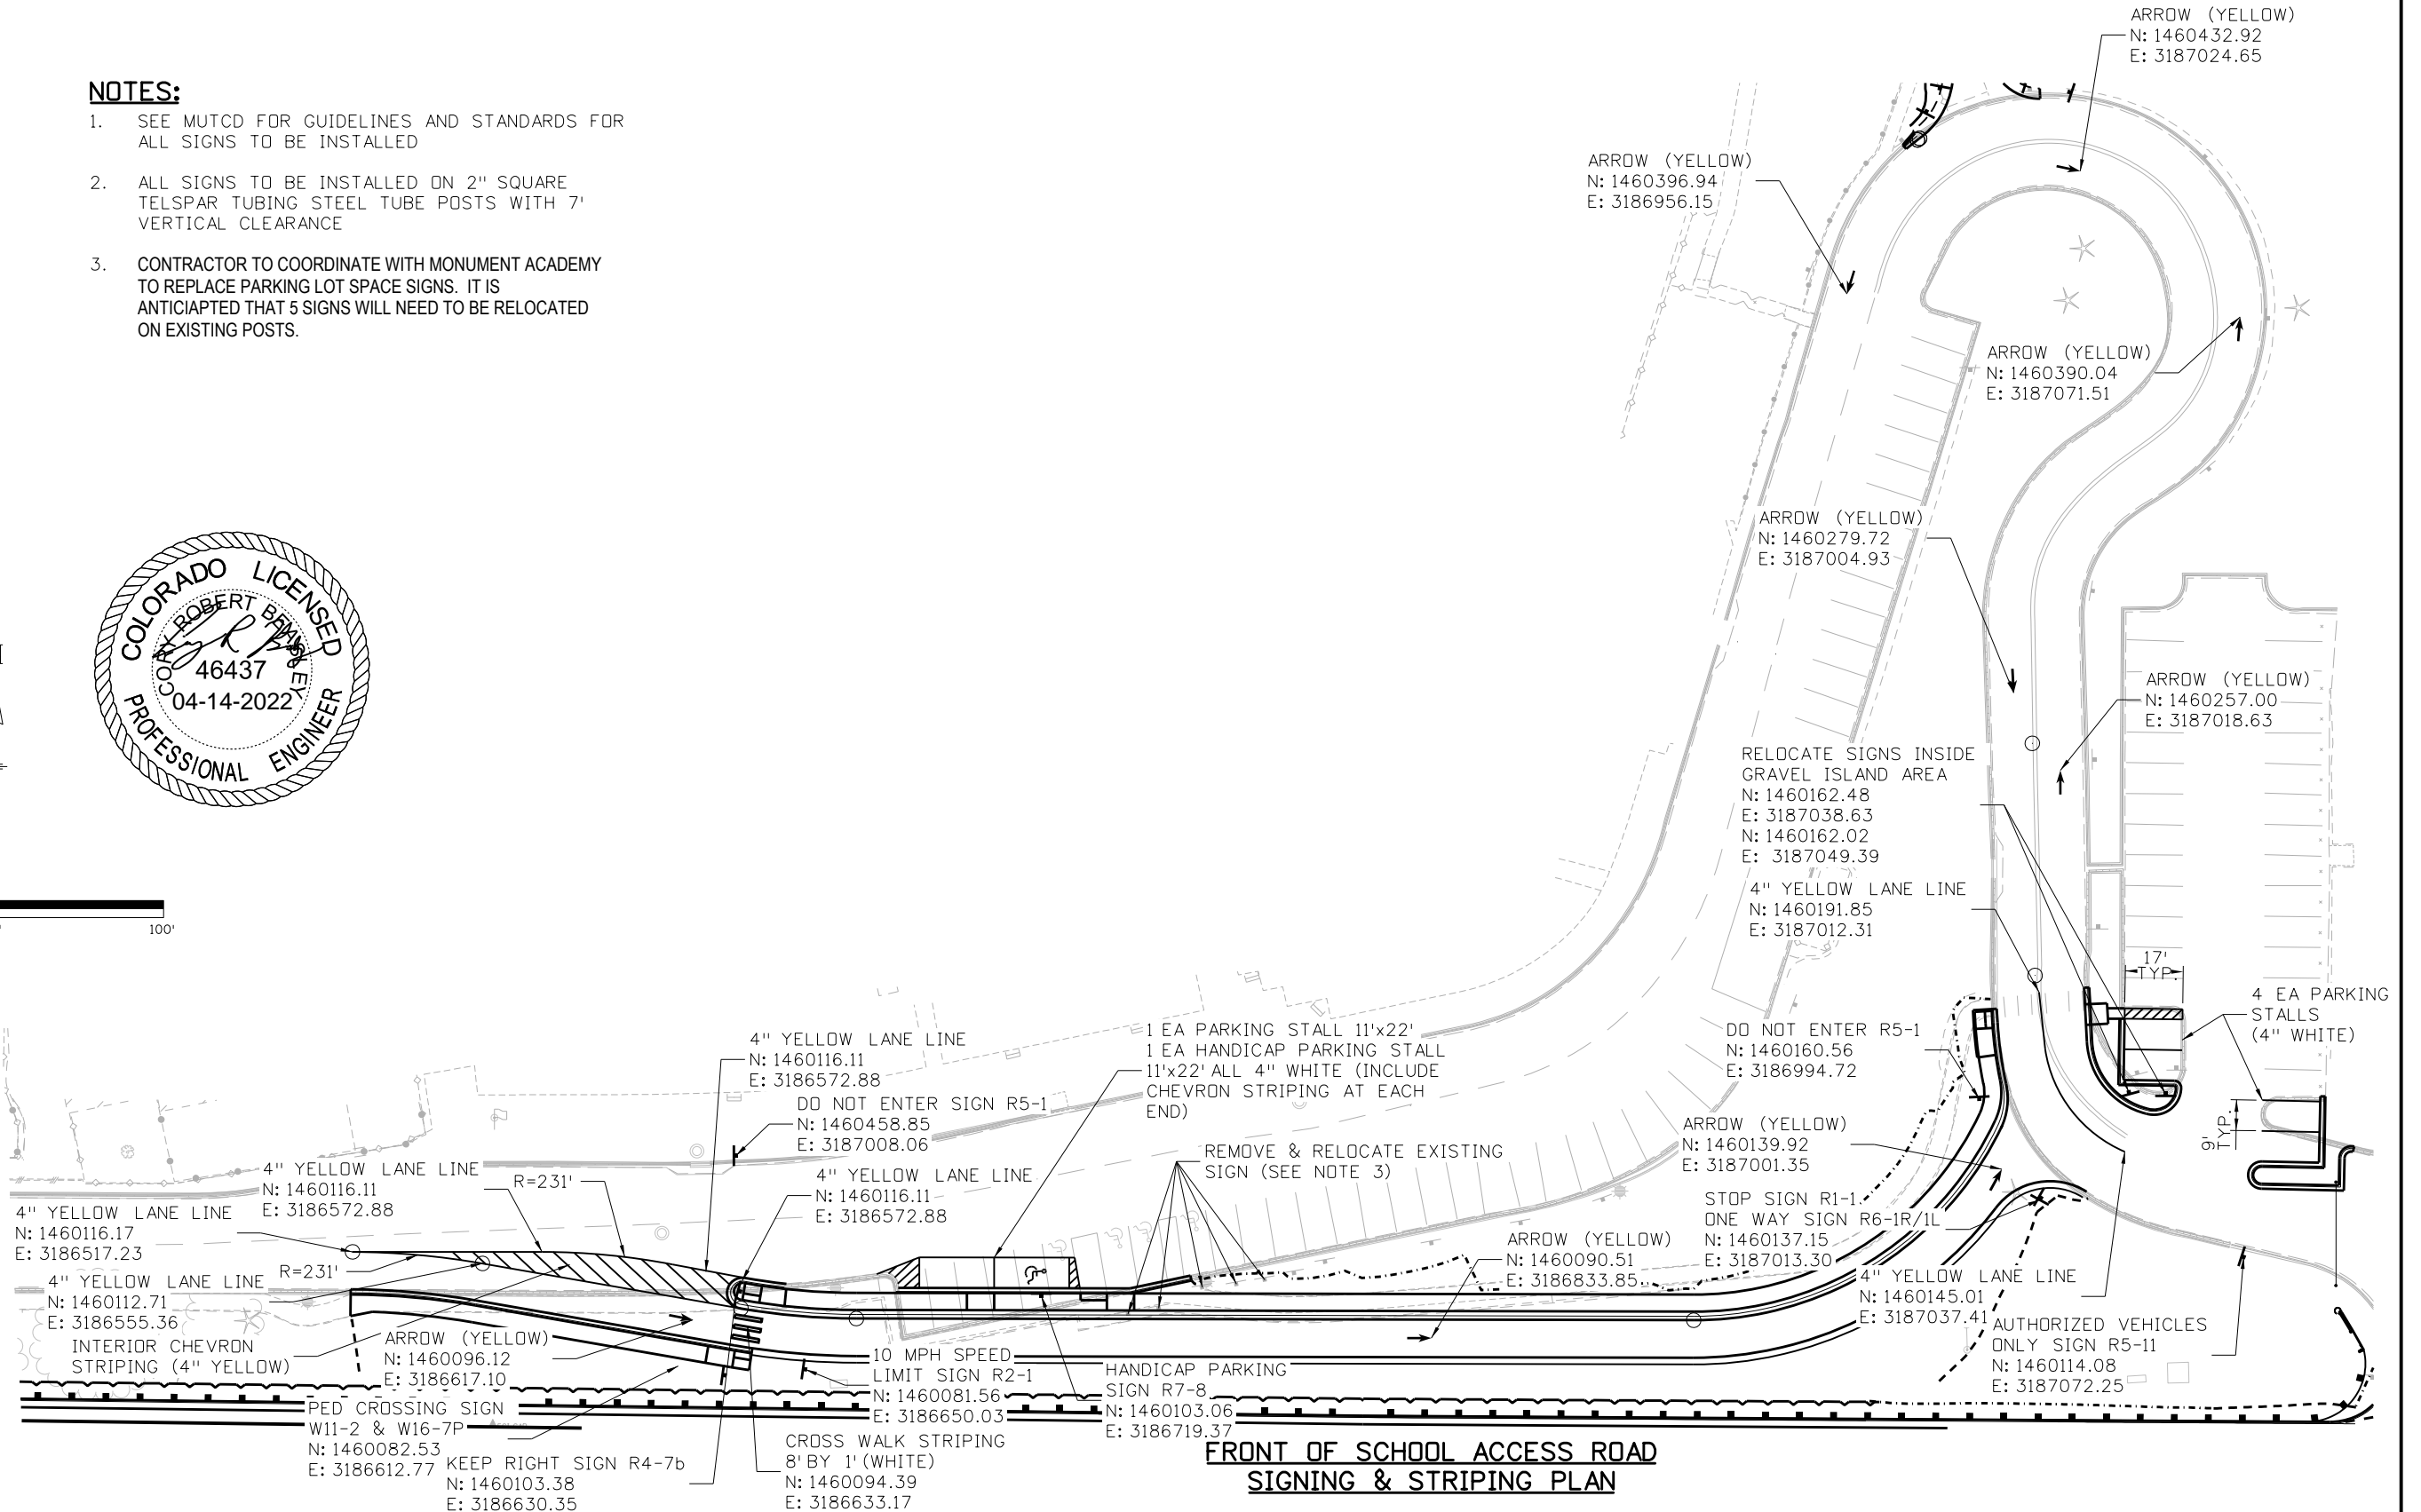 NOTES:
1. SEE MUTCD FOR GUIDELINES AND STANDARDS FOR
ALL SIGNS TO BE INSTALLED
2. ALL SIGNS TO BE INSTALLED ON 2" SQUARE
TELSPAR TUBING STEEL TUBE POSTS WITH 7'
VERTICAL CLEARANCE
3. CONTRACTOR TO COORDINATE WITH MONUMENT ACADEMY
TO REPLACE PARKING LOT SPACE SIGNS. IT IS
ANTICIAPTED THAT 5 SIGNS WILL NEED TO BE RELOCATED
ON EXISTING POSTS.
COLORADO LICENSED
CORY ROBERT
46437
04-14-2022
PROFESSIONAL ENGINEER
100'
ARROW (YELLOW)
N: 1460432.92
E: 3187024.65
ARROW (YELLOW)
N: 1460396.94
E: 3186956.15
ARROW (YELLOW)
N: 1460390.04
E: 3187071.51
ARROW (YELLOW)
N: 1460279.72
E: 3187004.93
ARROW (YELLOW)
N: 1460257.00
E: 3187018.63
RELOCATE SIGNS INSIDE
GRAVEL ISLAND AREA
N: 1460162.48
E: 3187038.63
N: 1460162.02
E: 3187049.39
4" YELLOW LANE LINE
N: 1460191.85
E: 3187012.31
17'
TYP.
4 EA PARKING
STALLS
(4" WHITE)
9'
TYP.
DO NOT ENTER R5-1
N: 1460160.56
E: 3186994.72
ARROW (YELLOW)
N: 1460139.92
E: 3187001.35
STOP SIGN R1-1
ONE WAY SIGN R6-1R/1L
N: 1460137.15
E: 3187013.30
4" YELLOW LANE LINE
N: 1460145.01
E: 3187037.41
AUTHORIZED VEHICLES
ONLY SIGN R5-11
N: 1460114.08
E: 3187072.25
1 EA PARKING STALL 11'x22'
1 EA HANDICAP PARKING STALL
11'x22' ALL 4" WHITE (INCLUDE
CHEVRON STRIPING AT EACH
END)
REMOVE & RELOCATE EXISTING
SIGN (SEE NOTE 3)
ARROW (YELLOW)
N: 1460090.51
E: 3186833.85
4" YELLOW LANE LINE
N: 1460116.11
E: 3186572.88
DO NOT ENTER SIGN R5-1
N: 1460458.85
E: 3187008.06
4" YELLOW LANE LINE
N: 1460116.11
E: 3186572.88
4" YELLOW LANE LINE
N: 1460116.11
E: 3186572.88
R=231'
4" YELLOW LANE LINE
N: 1460116.17
E: 3186517.23
R=231'
4" YELLOW LANE LINE
N: 1460112.71
E: 3186555.36
INTERIOR CHEVRON
STRIPING (4" YELLOW)
ARROW (YELLOW)
N: 1460096.12
E: 3186617.10
PED CROSSING SIGN
W11-2 & W16-7P
N: 1460082.53
E: 3186612.77
KEEP RIGHT SIGN R4-7b
N: 1460103.38
E: 3186630.35
CROSS WALK STRIPING
8' BY 1' (WHITE)
N: 1460094.39
E: 3186633.17
10 MPH SPEED
LIMIT SIGN R2-1
N: 1460081.56
E: 3186650.03
HANDICAP PARKING
SIGN R7-8
N: 1460103.06
E: 3186719.37
FRONT OF SCHOOL ACCESS ROAD
SIGNING & STRIPING PLAN